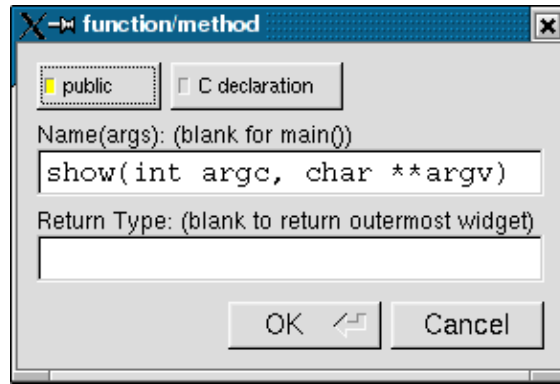 function/method
public
C declaration
Name(args): (blank for main())
show(int argc, char **argv)
Return Type: (blank to return outermost widget)
OK
Cancel